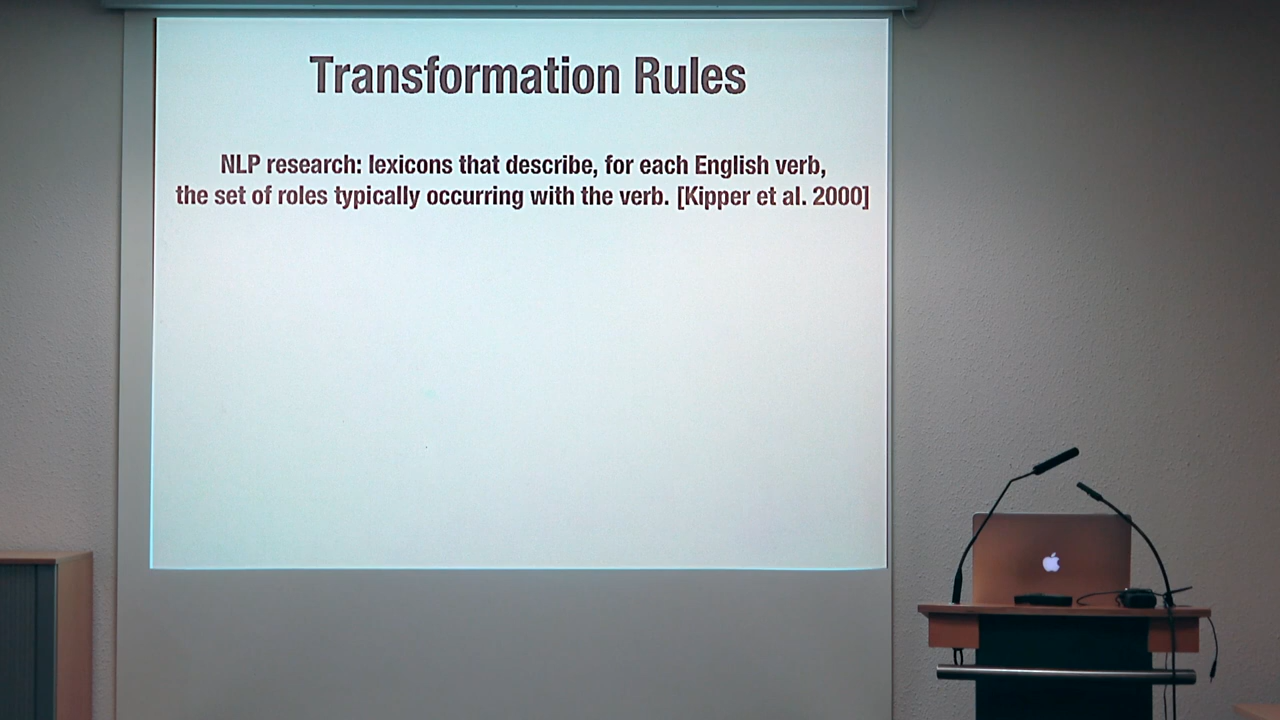 Transformation Rules
NLP research: lexicons that describe, for each English verb,
the set of roles typically occurring with the verb. [Kipper et al. 2000]